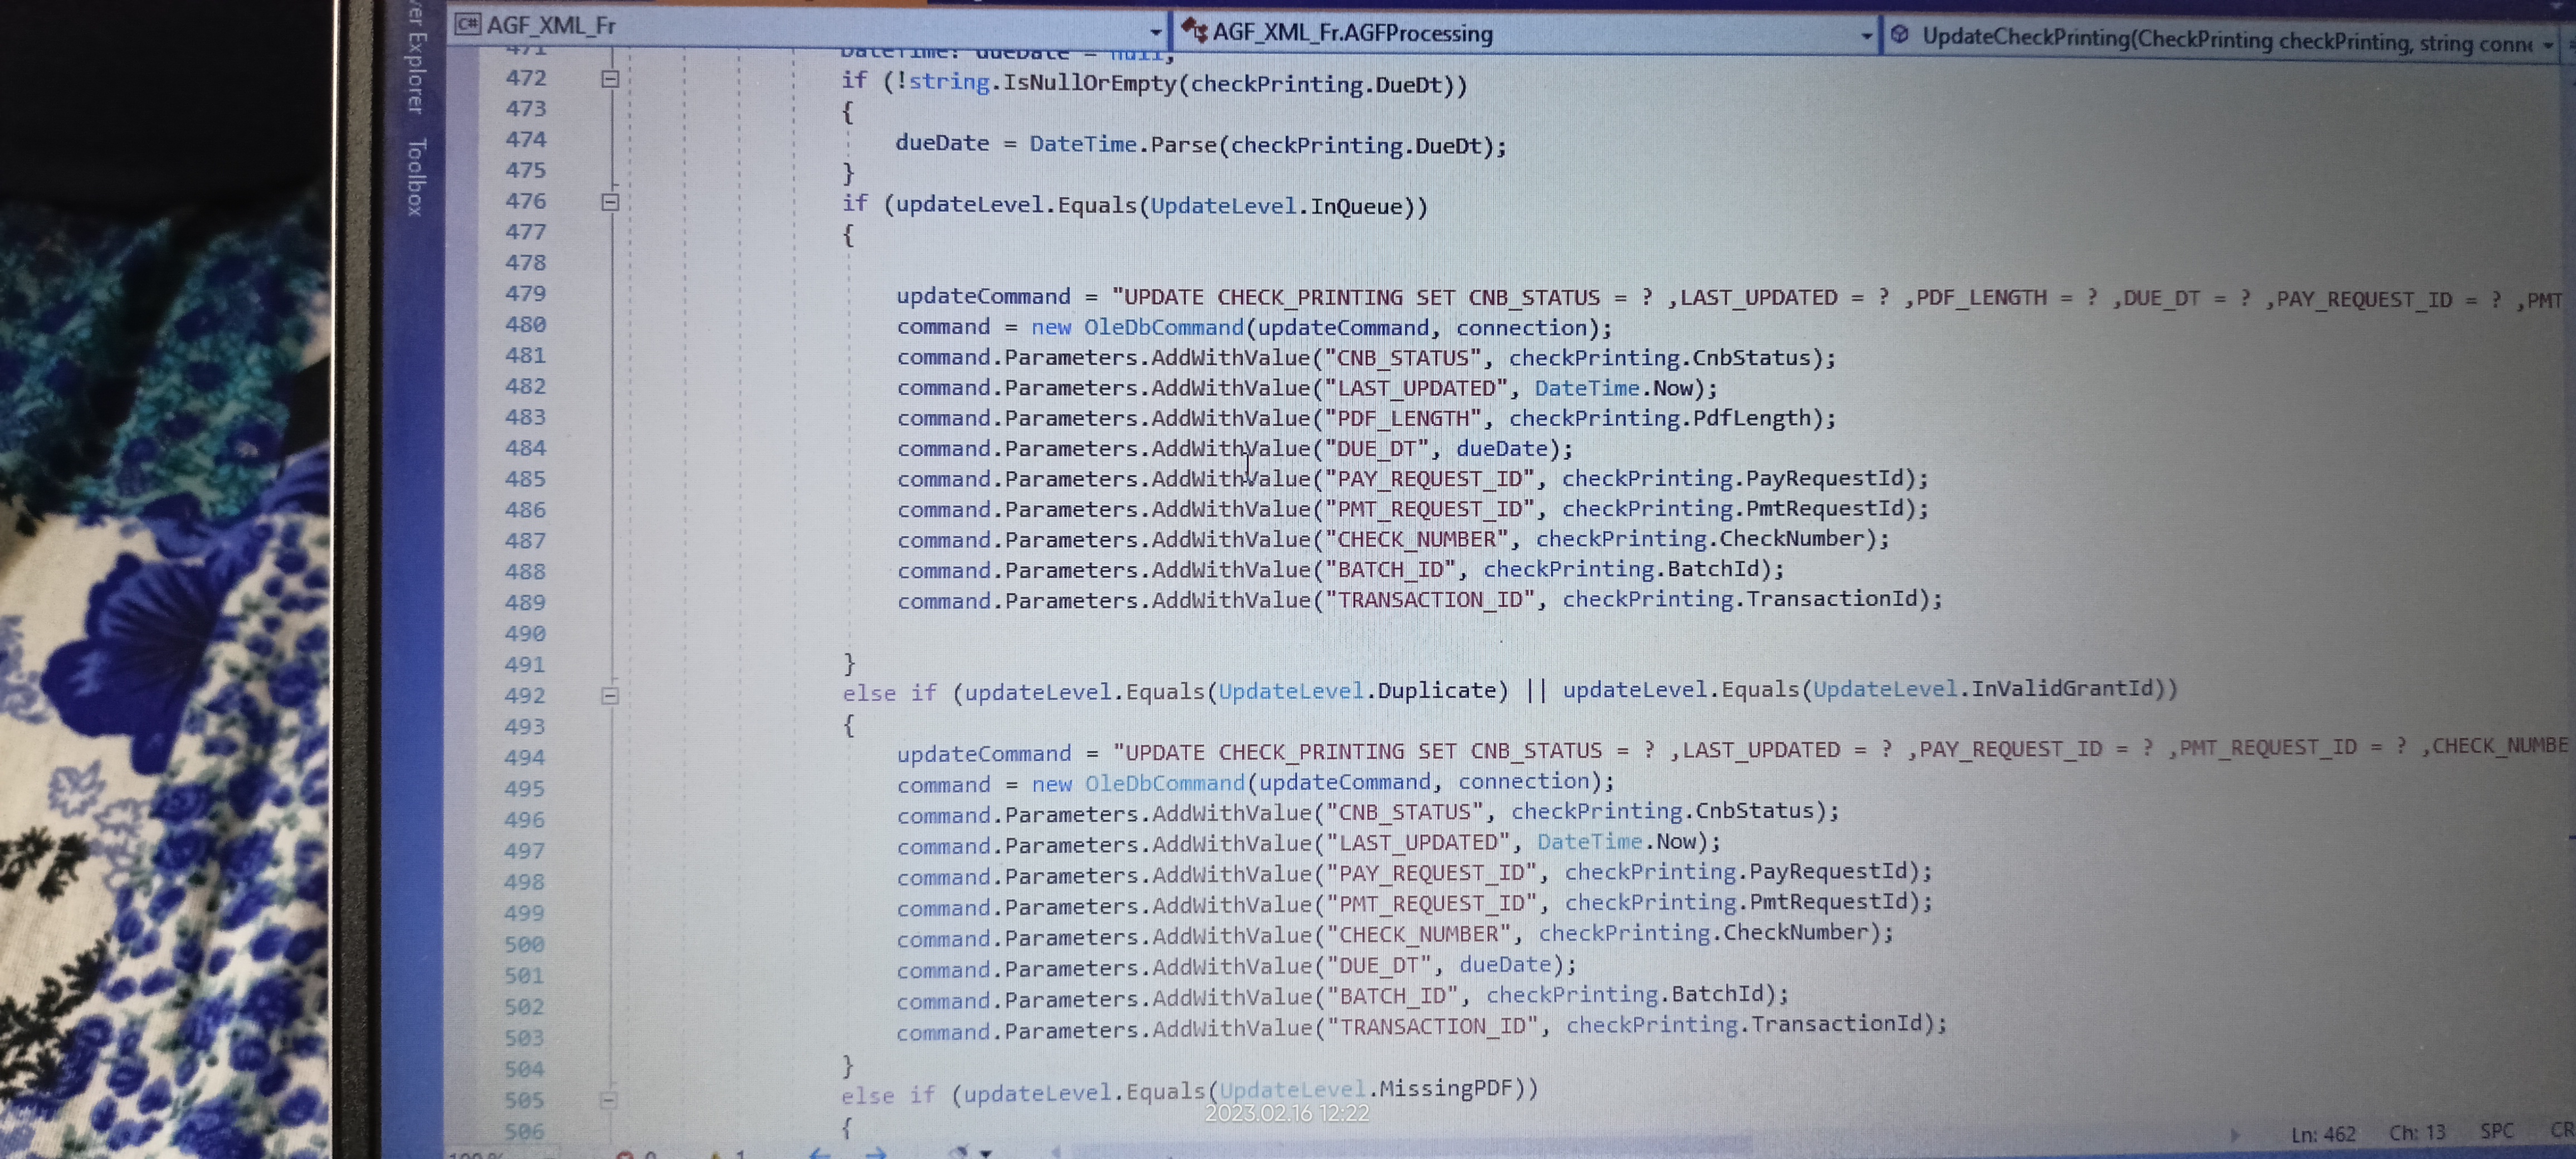 ver Explorer
Toolbox
C# AGF_XML_Fr
AGF_XML_Fr.AGFProcessing
UpdateCheckPrinting(CheckPrinting checkPrinting, string conn
471 DateTime? dueDate = null;
472 if (!string.IsNullOrEmpty(checkPrinting.DueDt))
473 {
474 dueDate = DateTime.Parse(checkPrinting.DueDt);
475 }
476 if (updateLevel.Equals(UpdateLevel.InQueue))
477 {
478
479 updateCommand = "UPDATE CHECK_PRINTING SET CNB_STATUS = ? ,LAST_UPDATED = ? ,PDF_LENGTH = ? ,DUE_DT = ? ,PAY_REQUEST_ID = ? ,PMT
480 command = new OleDbCommand(updateCommand, connection);
481 command.Parameters.AddWithValue("CNB_STATUS", checkPrinting.CnbStatus);
482 command.Parameters.AddWithValue("LAST_UPDATED", DateTime.Now);
483 command.Parameters.AddWithValue("PDF_LENGTH", checkPrinting.PdfLength);
484 command.Parameters.AddWithValue("DUE_DT", dueDate);
485 command.Parameters.AddWithValue("PAY_REQUEST_ID", checkPrinting.PayRequestId);
486 command.Parameters.AddWithValue("PMT_REQUEST_ID", checkPrinting.PmtRequestId);
487 command.Parameters.AddWithValue("CHECK_NUMBER", checkPrinting.CheckNumber);
488 command.Parameters.AddWithValue("BATCH_ID", checkPrinting.BatchId);
489 command.Parameters.AddWithValue("TRANSACTION_ID", checkPrinting.TransactionId);
490
491 }
492 else if (updateLevel.Equals(UpdateLevel.Duplicate) || updateLevel.Equals(UpdateLevel.InValidGrantId))
493 {
494 updateCommand = "UPDATE CHECK_PRINTING SET CNB_STATUS = ? ,LAST_UPDATED = ? ,PAY_REQUEST_ID = ? ,PMT_REQUEST_ID = ? ,CHECK_NUMBE
495 command = new OleDbCommand(updateCommand, connection);
496 command.Parameters.AddWithValue("CNB_STATUS", checkPrinting.CnbStatus);
497 command.Parameters.AddWithValue("LAST_UPDATED", DateTime.Now);
498 command.Parameters.AddWithValue("PAY_REQUEST_ID", checkPrinting.PayRequestId);
499 command.Parameters.AddWithValue("PMT_REQUEST_ID", checkPrinting.PmtRequestId);
500 command.Parameters.AddWithValue("CHECK_NUMBER", checkPrinting.CheckNumber);
501 command.Parameters.AddWithValue("DUE_DT", dueDate);
502 command.Parameters.AddWithValue("BATCH_ID", checkPrinting.BatchId);
503 command.Parameters.AddWithValue("TRANSACTION_ID", checkPrinting.TransactionId);
504 }
505 else if (updateLevel.Equals(UpdateLevel.MissingPDF))
506 {
2023.02.16 12:22
Ln: 462 Ch: 13 SPC CR